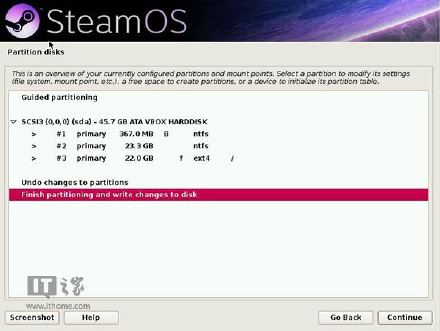 STEAMOS
Partition disks
This is an overview of your currently configured partitions and mount points. Select a partition to modify its settings
(file system, mount point, etc.), a free space to create partitions, or a device to initialize its partition table.
Guided partitioning
SCSI3 (0,0,0) (sda) - 45.7 GB ATA VBOX HARDDISK
> #1 primary 367.0 MB B ntfs
> #2 primary 23.3 GB ntfs
> #3 primary 22.0 GB f ext4 /
Undo changes to partitions
Finish partitioning and write changes to disk
IT之家
www.ithome.com
Screenshot Help Go Back Continue